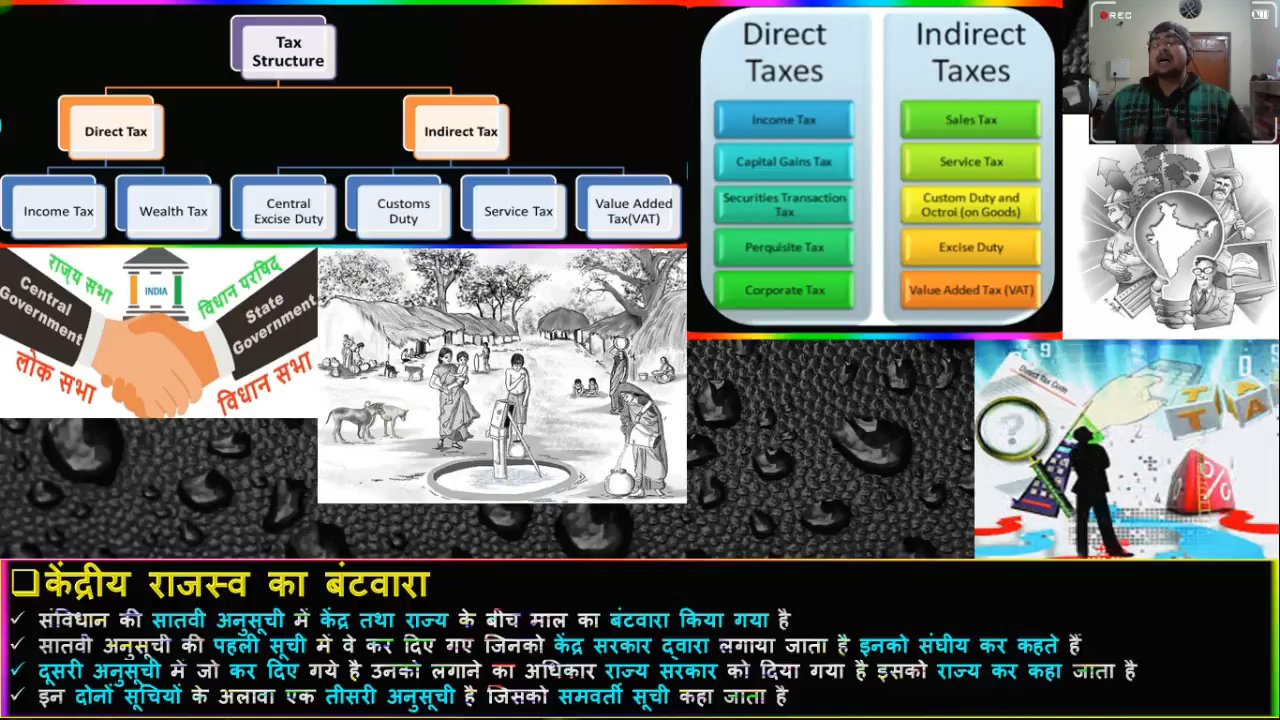 Tax
Structure
Direct Tax
Indirect Tax
Income Tax
Wealth Tax
Central
Excise Duty
Customs
Duty
Service Tax
Value Added
Tax(VAT)
Direct
Taxes
Income Tax
Capital Gains Tax
Securities Transaction
Tax
Perquisite Tax
Corporate Tax
Indirect
Taxes
Sales Tax
Service Tax
Custom Duty and
Octroi (on Goods)
Excise Duty
Value Added Tax (VAT)
REC
राज्य सभा
विधान परिषद्
INDIA
Central
Government
State
Government
लोक सभा
विधान सभा
केंद्रीय राजस्व का बंटवारा
✓ संविधान की सातवी अनुसूची में केंद्र तथा राज्य के बीच माल का बंटवारा किया गया है
✓ सातवी अनुसूची की पहली सूची में वे कर दिए गए जिनको केंद्र सरकार द्वारा लगाया जाता है इनको संघीय कर कहते हैं
✓ दूसरी अनुसूची में जो कर दिए गये है उनको लगाने का अधिकार राज्य सरकार को दिया गया है इसको राज्य कर कहा जाता है
✓ इन दोनों सूचियों के अलावा एक तीसरी अनुसूची है जिसको समवर्ती सूची कहा जाता है